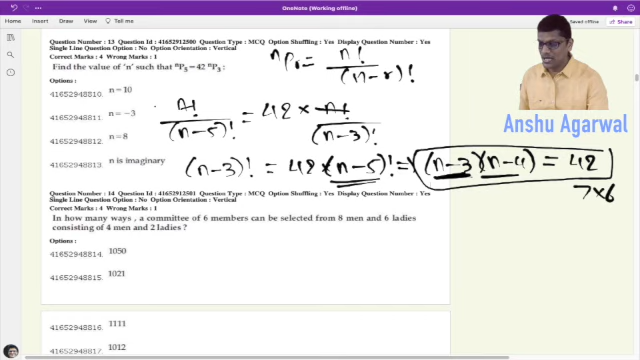 OneNote (Working offline)
Tell me
Share
Question Number : 13 Question Id : 41652912500 Question Type : MCQ Option Shuffling : Yes Display Question Number : Yes
Single Line Question Option : No Option Orientation : Vertical
Correct Marks : 4 Wrong Marks : 1
Find the value of 'n' such that ⁿP₅=42 ⁿP₃ :
ⁿPᵣ = n! / (n-r)!
Options :
41652948810. n=10
41652948811. n= −3
41652948812. n=8
41652948813. n is imaginary
n! / (n-5)! = 42 × n! / (n-3)!
(n-3)! = 42 × (n-5)! = (n-3)(n-4) = 42
7×6
Anshu Agarwal
Question Number : 14 Question Id : 41652912501 Question Type : MCQ Option Shuffling : Yes Display Question Number : Yes
Single Line Question Option : No Option Orientation : Vertical
Correct Marks : 4 Wrong Marks : 1
In how many ways , a committee of 6 members can be selected from 8 men and 6 ladies
consisting of 4 men and 2 ladies ?
Options :
41652948814. 1050
41652948815. 1021
41652948816. 1111
41652948817. 1012